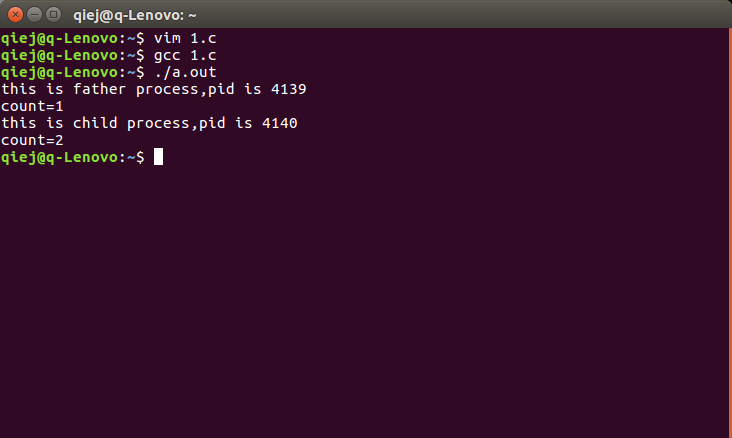 qiej@q-Lenovo: ~
qiej@q-Lenovo:~$ vim 1.c
qiej@q-Lenovo:~$ gcc 1.c
qiej@q-Lenovo:~$ ./a.out
this is father process,pid is 4139
count=1
this is child process,pid is 4140
count=2
qiej@q-Lenovo:~$